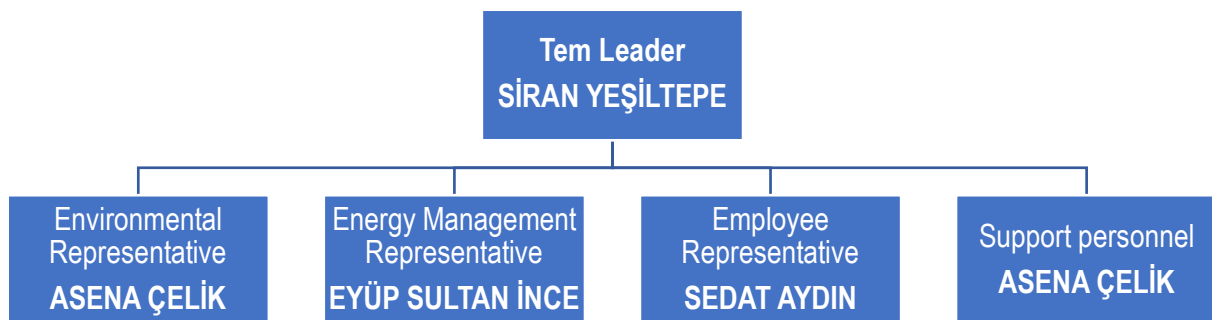 Tem Leader
SİRAN YEŞİLTEPE
Environmental
Representative
ASENA ÇELİK
Energy Management
Representative
EYÜP SULTAN İNCE
Employee
Representative
SEDAT AYDIN
Support personnel
ASENA ÇELİK